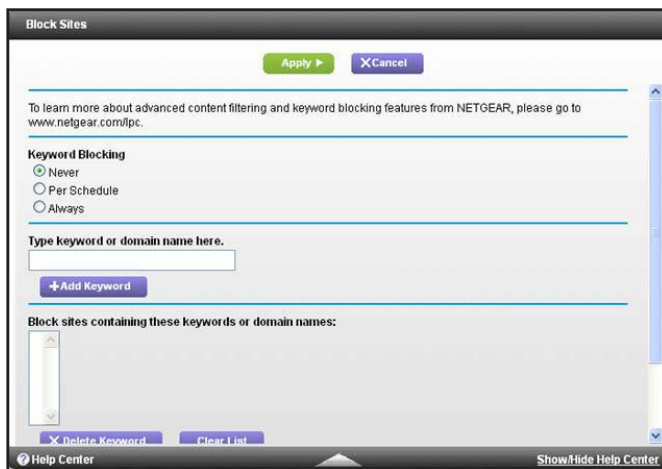 Block Sites
Apply
Cancel
To learn more about advanced content filtering and keyword blocking features from NETGEAR, please go to
www.netgear.com/lpc.
Keyword Blocking
Never
Per Schedule
Always
Type keyword or domain name here.
Add Keyword
Block sites containing these keywords or domain names:
Delete Keyword
Clear List
Help Center
Show/Hide Help Center